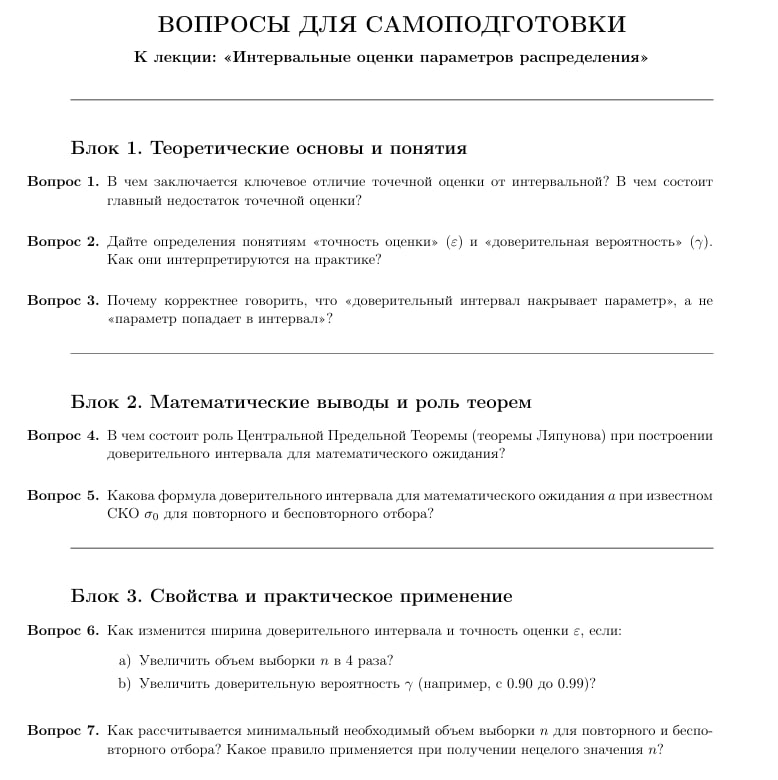 ВОПРОСЫ ДЛЯ САМОПОДГОТОВКИ
К лекции: «Интервальные оценки параметров распределения»
Блок 1. Теоретические основы и понятия
Вопрос 1. В чем заключается ключевое отличие точечной оценки от интервальной? В чем состоит
главный недостаток точечной оценки?
Вопрос 2. Дайте определения понятиям «точность оценки» (ε) и «доверительная вероятность» (γ).
Как они интерпретируются на практике?
Вопрос 3. Почему корректнее говорить, что «доверительный интервал накрывает параметр», а не
«параметр попадает в интервал»?
Блок 2. Математические выводы и роль теорем
Вопрос 4. В чем состоит роль Центральной Предельной Теоремы (теоремы Ляпунова) при построении
доверительного интервала для математического ожидания?
Вопрос 5. Какова формула доверительного интервала для математического ожидания a при известном
СКО σ₀ для повторного и бесповторного отбора?
Блок 3. Свойства и практическое применение
Вопрос 6. Как изменится ширина доверительного интервала и точность оценки ε, если:
a) Увеличить объем выборки n в 4 раза?
b) Увеличить доверительную вероятность γ (например, с 0.90 до 0.99)?
Вопрос 7. Как рассчитывается минимальный необходимый объем выборки n для повторного и беспо-
вторного отбора? Какое правило применяется при получении нецелого значения n?